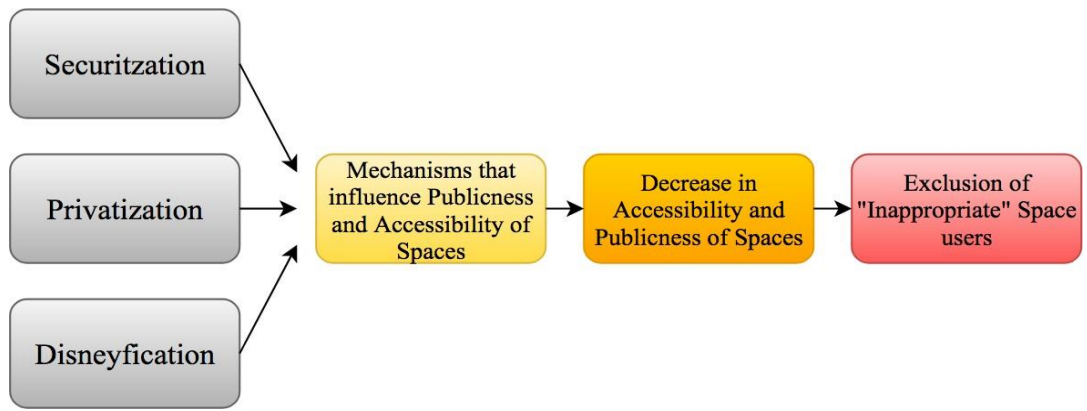 Securitzation
Privatization
Disneyfication
Mechanisms that
influence Publicness
and Accessibility of
Spaces
Decrease in
Accessibility and
Publicness of Spaces
Exclusion of
"Inappropriate" Space
users